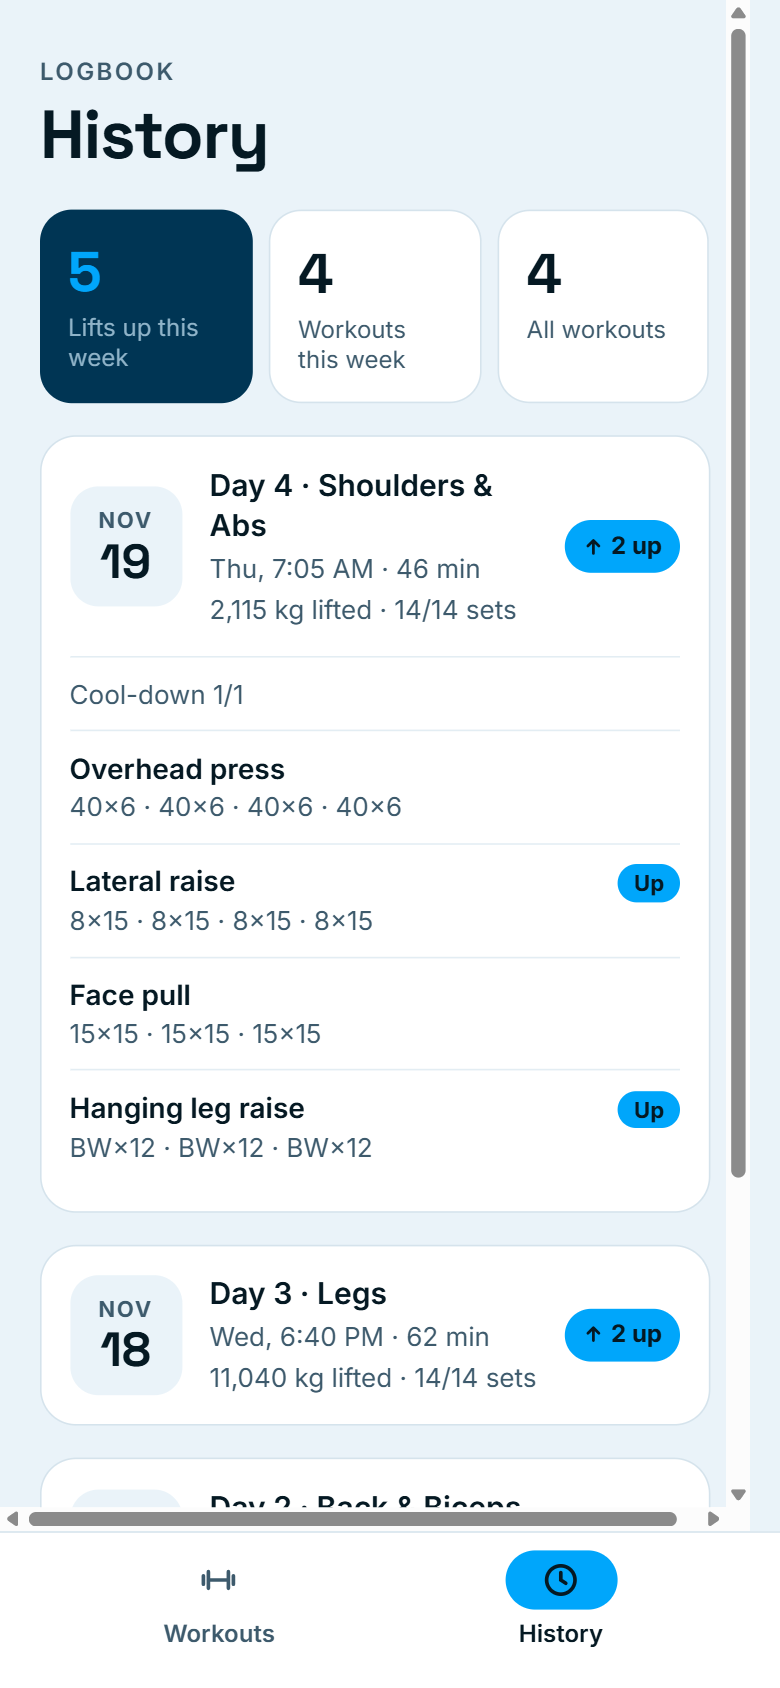 LOGBOOK
History
5
Lifts up this
week
4
Workouts
this week
4
All workouts
NOV
19
Day 4 · Shoulders &
Abs
Thu, 7:05 AM · 46 min
2,115 kg lifted · 14/14 sets
↑ 2 up
Cool-down 1/1
Overhead press
40×6 · 40×6 · 40×6 · 40×6
Lateral raise
Up
8×15 · 8×15 · 8×15 · 8×15
Face pull
15×15 · 15×15 · 15×15
Hanging leg raise
Up
BW×12 · BW×12 · BW×12
NOV
18
Day 3 · Legs
Wed, 6:40 PM · 62 min
11,040 kg lifted · 14/14 sets
↑ 2 up
Day 2 · Back & Biceps
Workouts
History